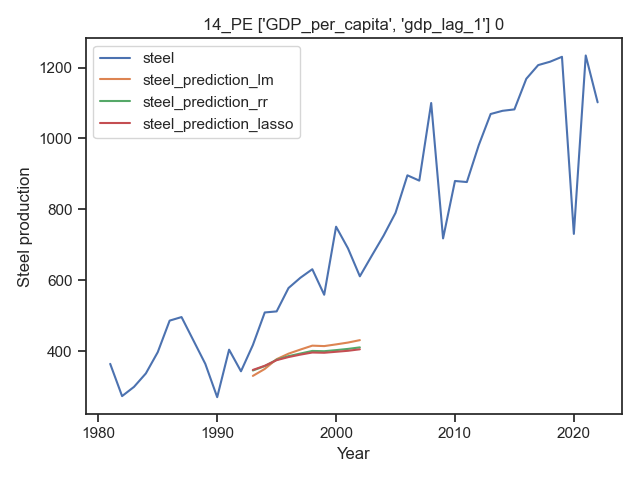 14_PE ['GDP_per_capita', 'gdp_lag_1'] 0
steel
steel_prediction_lm
steel_prediction_rr
steel_prediction_lasso
Steel production
1200
1000
800
600
400
1980 1990 2000 2010 2020
Year